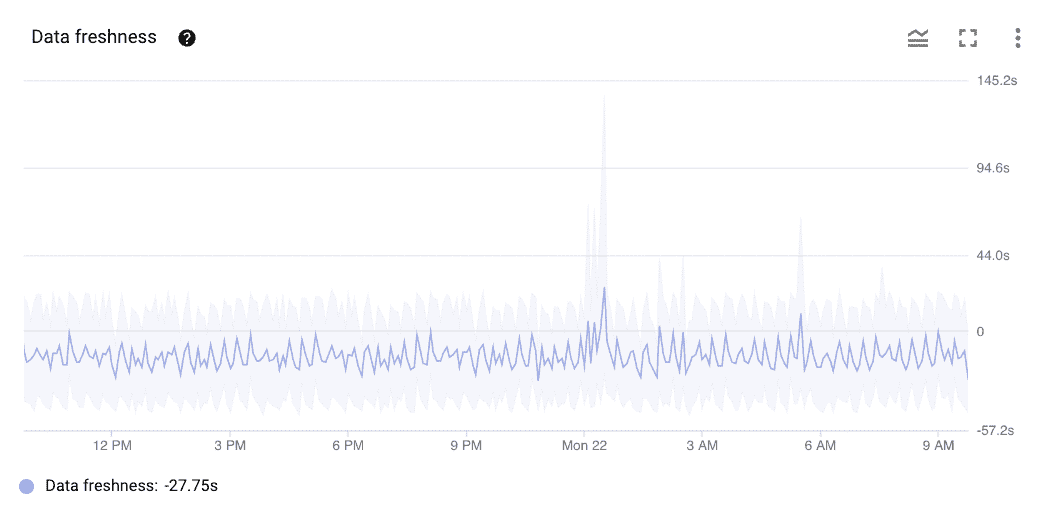 Data freshness ?
145.2s
94.6s
44.0s
0
-57.2s
12 PM 3 PM 6 PM 9 PM Mon 22 3 AM 6 AM 9 AM
Data freshness: -27.75s